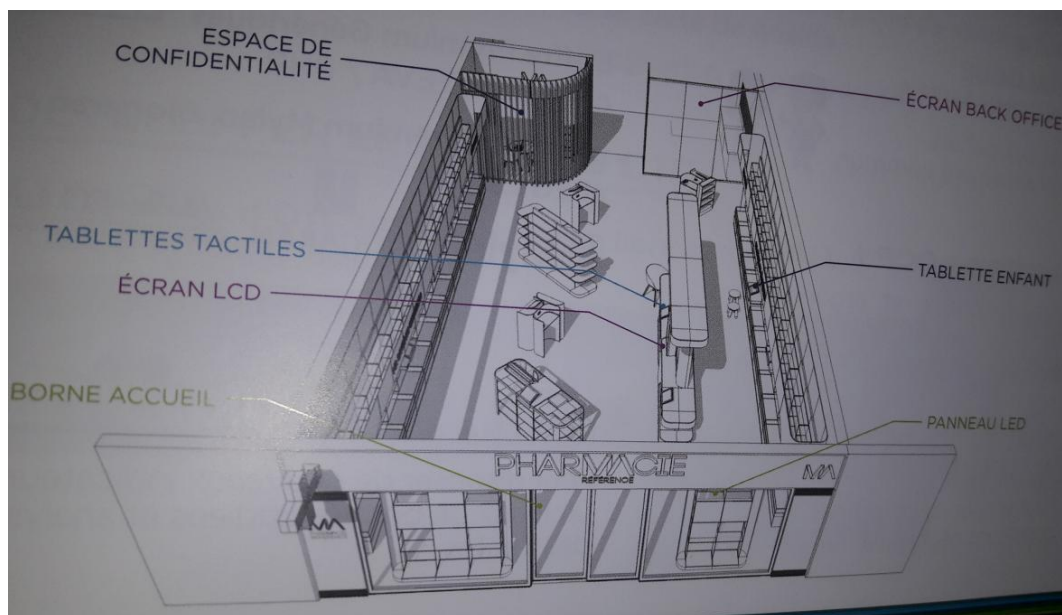 ESPACE DE
CONFIDENTIALITÉ
ÉCRAN BACK OFFICE
TABLETTES TACTILES
TABLETTE ENFANT
ÉCRAN LCD
BORNE ACCUEIL
PANNEAU LED
PHARMACIE
RÉFÉRENCE